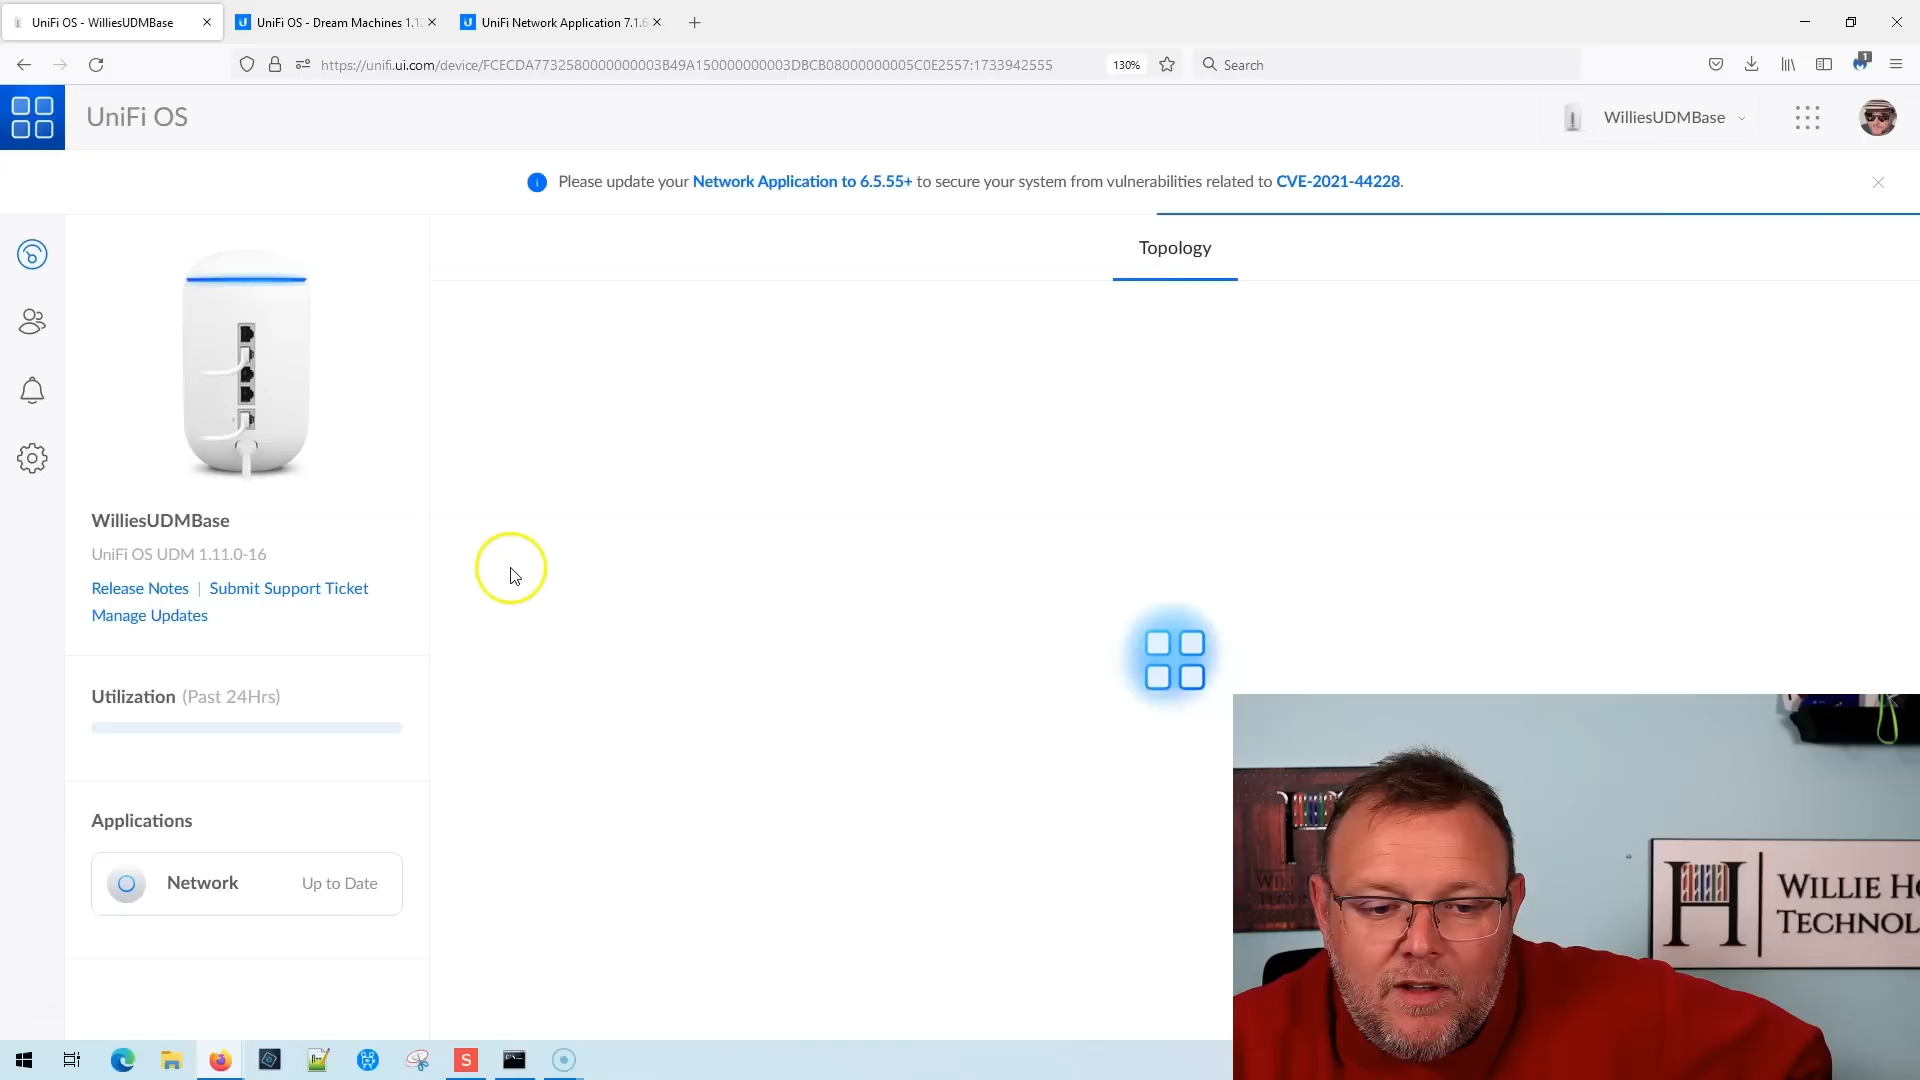 UniFi OS - WilliesUDMBase
UniFi OS - Dream Machines 1.1
UniFi Network Application 7.1.6
https://unifi.ui.com/device/FCECDA7732580000000003B49A150000000003DBCB08000000005C0E2557:1733942555
130%
Search
1
UniFi OS
WilliesUDMBase
Please update your Network Application to 6.5.55+ to secure your system from vulnerabilities related to CVE-2021-44228.
Topology
WilliesUDMBase
UniFi OS UDM 1.11.0-16
Release Notes | Submit Support Ticket
Manage Updates
Utilization (Past 24Hrs)
Applications
Network Up to Date
S
H
WILLIE HO
TECHNOL